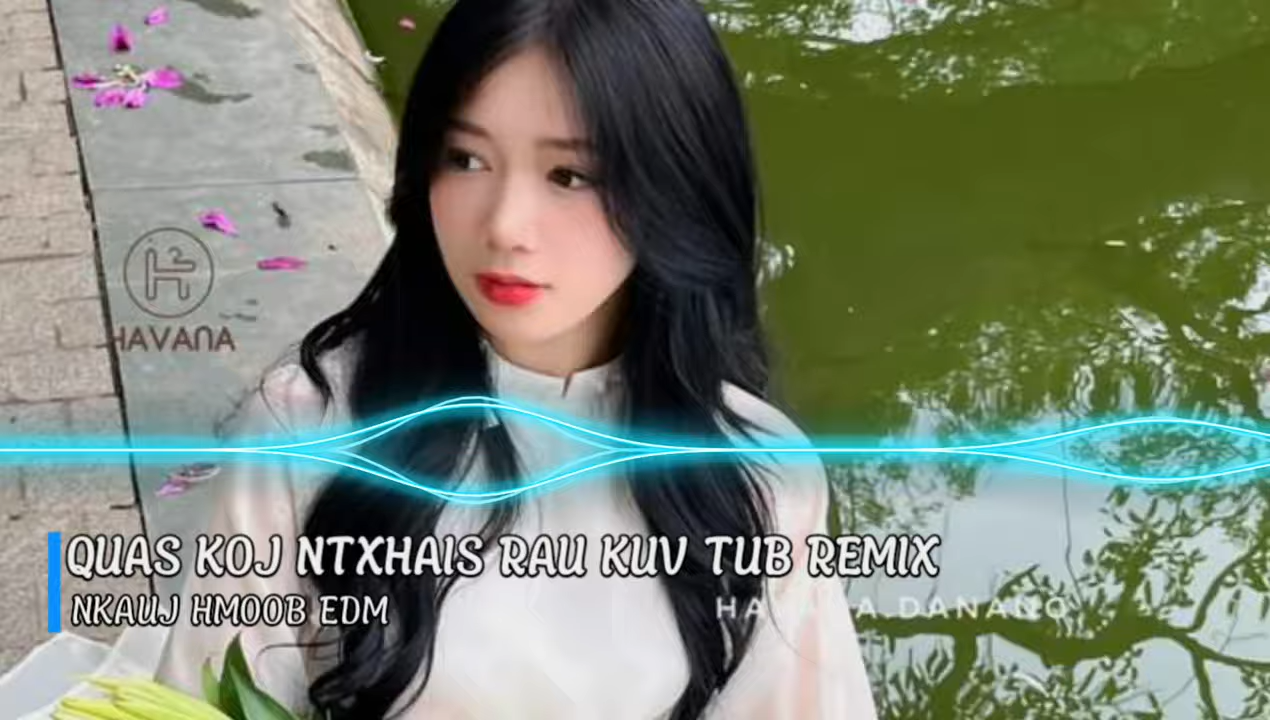 HAVANA
QUAS KOJ NTXHAIS RAU KUV TUB REMIX
NKAUJ HMOOB EDM